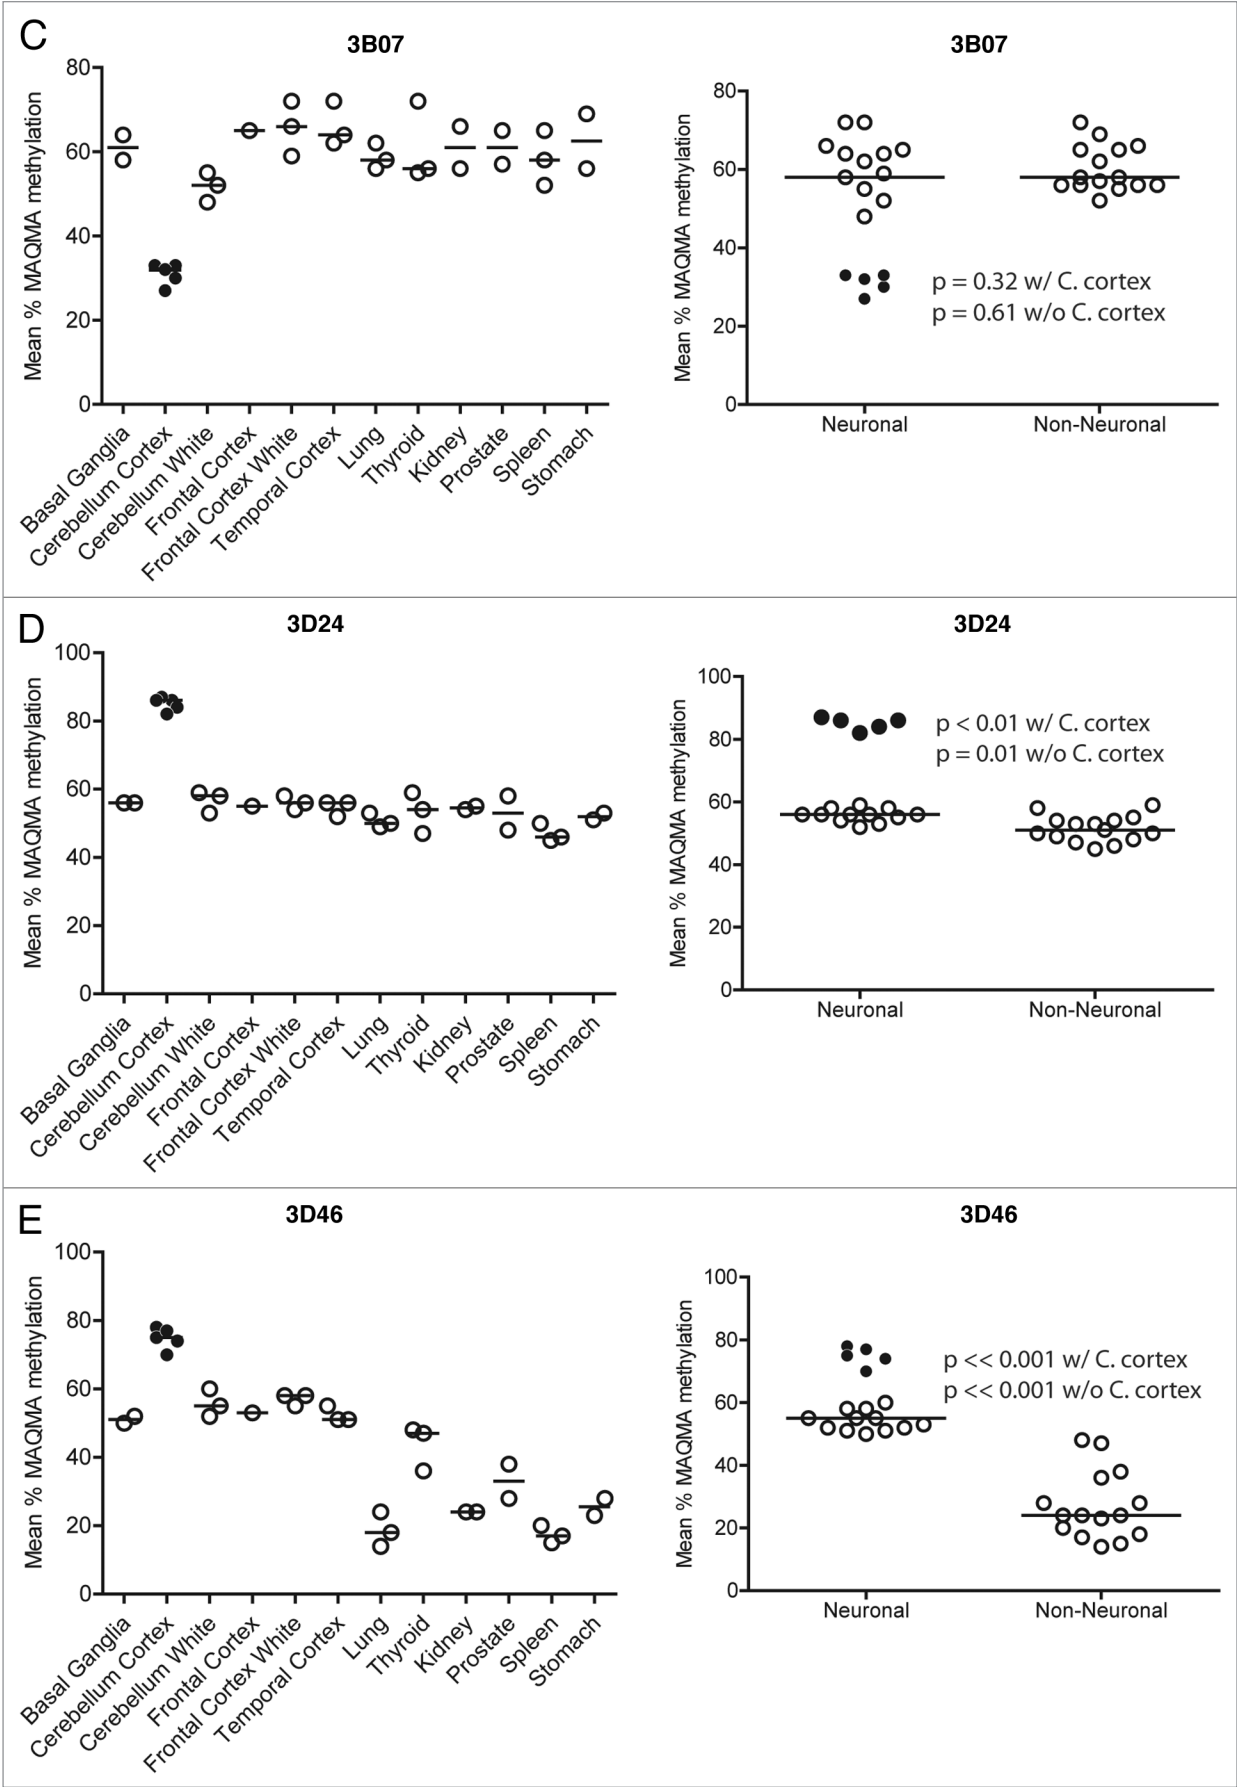 C
3B07
Mean % MAQMA methylation
80
60
40
20
0
Basal Ganglia
Cerebellum Cortex
Cerebellum White
Frontal Cortex
Frontal Cortex White
Temporal Cortex
Lung
Thyroid
Kidney
Prostate
Spleen
Stomach
3B07
Mean % MAQMA methylation
80
60
40
20
0
p = 0.32 w/ C. cortex
p = 0.61 w/o C. cortex
Neuronal
Non-Neuronal
D
3D24
Mean % MAQMA methylation
100
80
60
40
20
0
Basal Ganglia
Cerebellum Cortex
Cerebellum White
Frontal Cortex
Frontal Cortex White
Temporal Cortex
Lung
Thyroid
Kidney
Prostate
Spleen
Stomach
3D24
Mean % MAQMA methylation
100
80
60
40
20
0
p < 0.01 w/ C. cortex
p = 0.01 w/o C. cortex
Neuronal
Non-Neuronal
E
3D46
Mean % MAQMA methylation
100
80
60
40
20
0
Basal Ganglia
Cerebellum Cortex
Cerebellum White
Frontal Cortex
Frontal Cortex White
Temporal Cortex
Lung
Thyroid
Kidney
Prostate
Spleen
Stomach
3D46
Mean % MAQMA methylation
100
80
60
40
20
0
p << 0.001 w/ C. cortex
p << 0.001 w/o C. cortex
Neuronal
Non-Neuronal